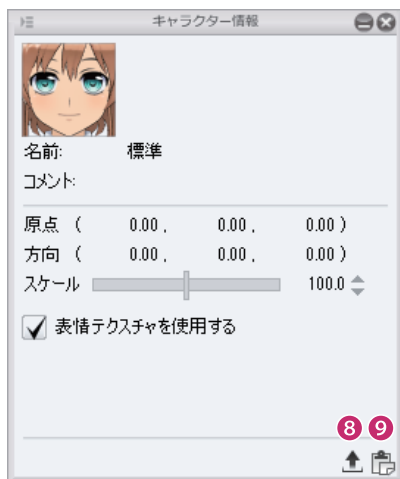 キャラクター情報
名前: 標準
コメント:
原点 ( 0.00 , 0.00 , 0.00 )
方向 ( 0.00 , 0.00 , 0.00 )
スケール 100.0
表情テクスチャを使用する
8 9